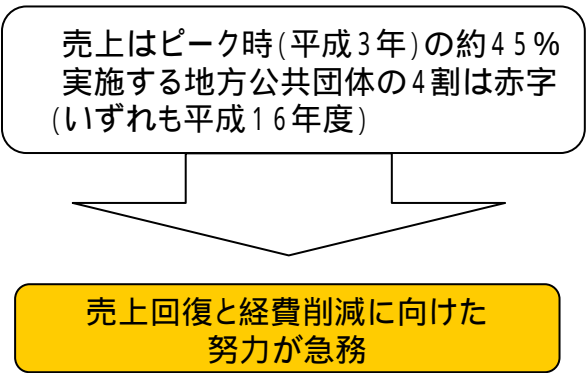 売上はピーク時(平成3年)の約45%
実施する地方公共団体の4割は赤字
(いずれも平成16年度)
売上回復と経費削減に向けた
努力が急務